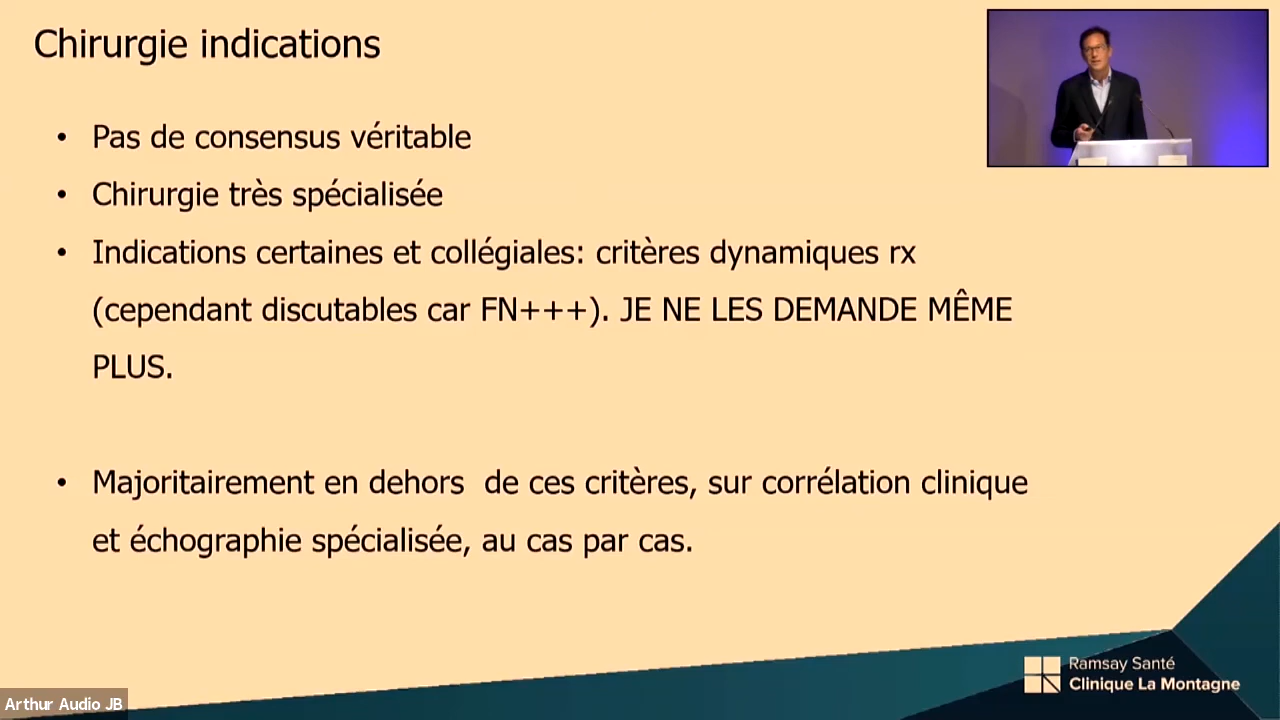 Chirurgie indications
• Pas de consensus véritable
• Chirurgie très spécialisée
• Indications certaines et collégiales: critères dynamiques rx
(cependant discutables car FN+++). JE NE LES DEMANDE MÊME
PLUS.
• Majoritairement en dehors  de ces critères, sur corrélation clinique
et échographie spécialisée, au cas par cas.
Ramsay Santé
Clinique La Montagne
Arthur Audio JB